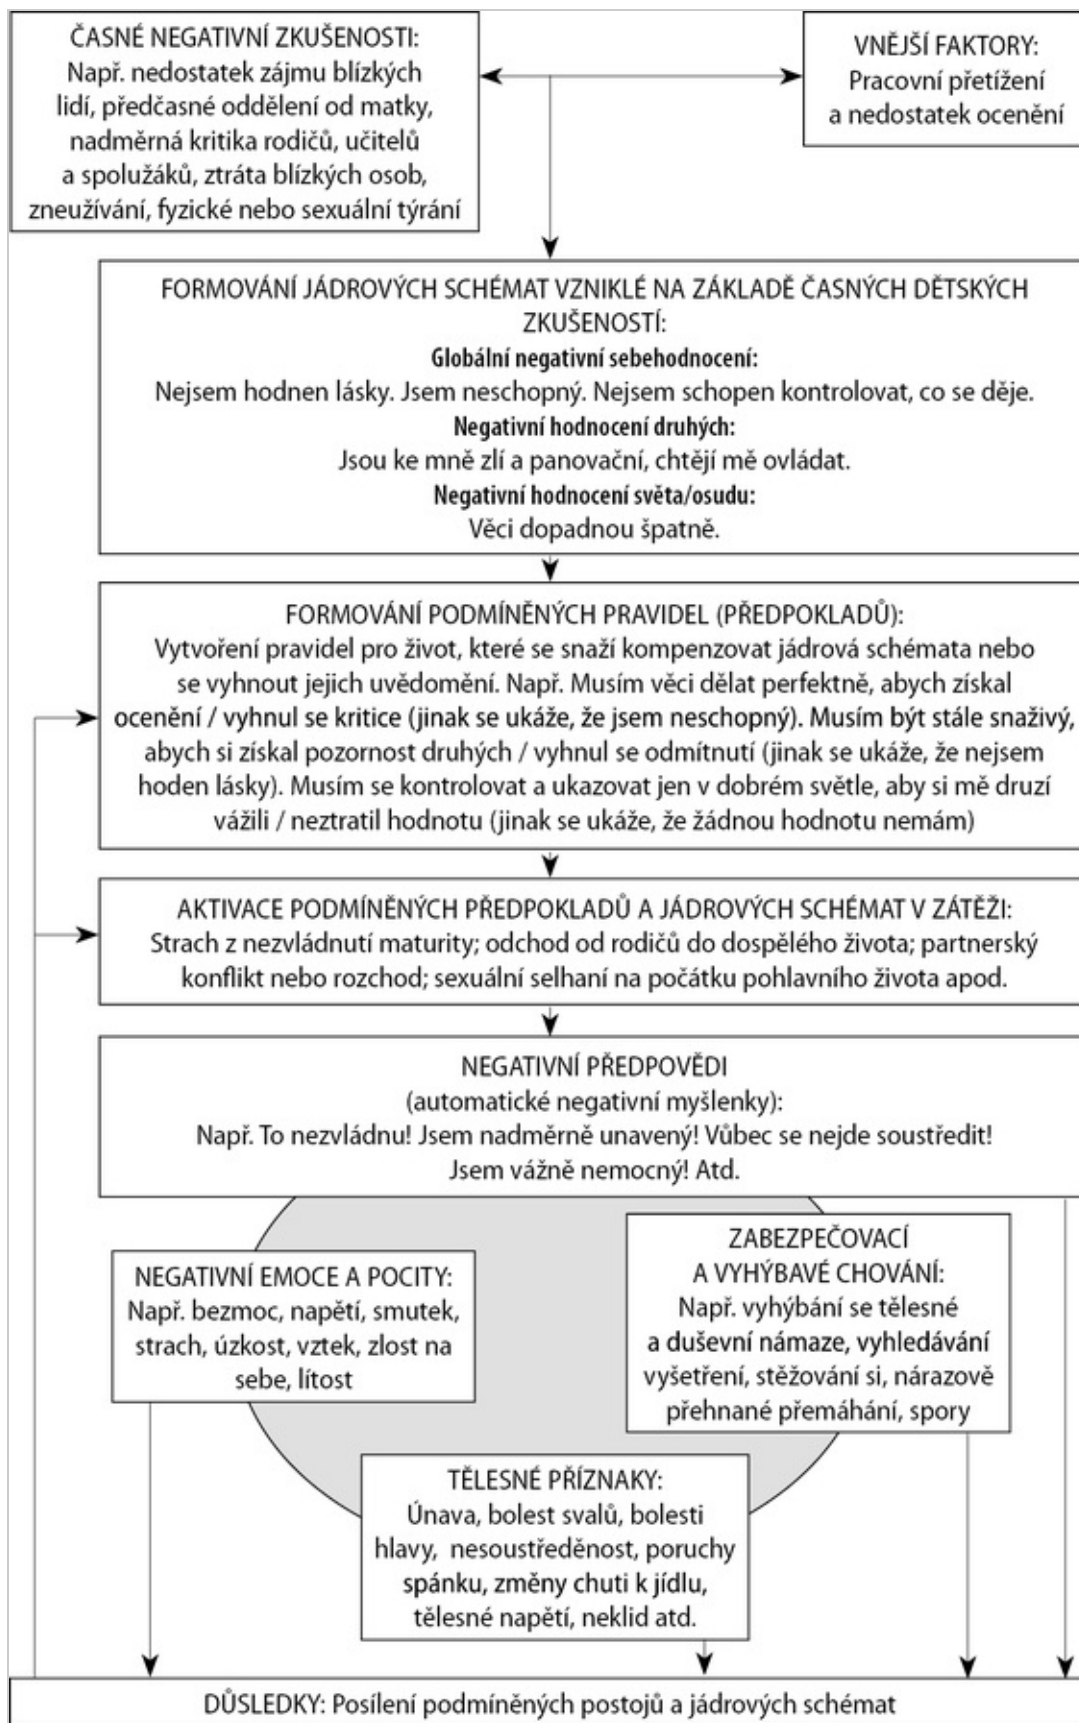 ČASNÉ NEGATIVNÍ ZKUŠENOSTI:
Např. nedostatek zájmu blízkých
lidí, předčasné oddělení od matky,
nadměrná kritika rodičů, učitelů
a spolužáků, ztráta blízkých osob,
zneužívání, fyzické nebo sexuální týrání
VNĚJŠÍ FAKTORY:
Pracovní přetížení
a nedostatek ocenění
FORMOVÁNÍ JÁDROVÝCH SCHÉMAT VZNIKLÉ NA ZÁKLADĚ ČASNÝCH DĚTSKÝCH
ZKUŠENOSTÍ:
Globální negativní sebehodnocení:
Nejsem hodnen lásky. Jsem neschopný. Nejsem schopen kontrolovat, co se děje.
Negativní hodnocení druhých:
Jsou ke mně zlí a panovační, chtějí mě ovládat.
Negativní hodnocení světa/osudu:
Věci dopadnou špatně.
FORMOVÁNÍ PODMÍNĚNÝCH PRAVIDEL (PŘEDPOKLADŮ):
Vytvoření pravidel pro život, které se snaží kompenzovat jádrová schémata nebo
se vyhnout jejich uvědomění. Např. Musím věci dělat perfektně, abych získal
ocenění / vyhnul se kritice (jinak se ukáže, že jsem neschopný). Musím být stále snaživý,
abych si získal pozornost druhých / vyhnul se odmítnutí (jinak se ukáže, že nejsem
hoden lásky). Musím se kontrolovat a ukazovat jen v dobrém světle, aby si mě druzí
vážili / neztratil hodnotu (jinak se ukáže, že žádnou hodnotu nemám)
AKTIVACE PODMÍNĚNÝCH PŘEDPOKLADŮ A JÁDROVÝCH SCHÉMAT V ZÁTĚŽI:
Strach z nezvládnutí maturity; odchod od rodičů do dospělého života; partnerský
konflikt nebo rozchod; sexuální selhaní na počátku pohlavního života apod.
NEGATIVNÍ PŘEDPOVĚDI
(automatické negativní myšlenky):
Např. To nezvládnu! Jsem nadměrně unavený! Vůbec se nejde soustředit!
Jsem vážně nemocný! Atd.
NEGATIVNÍ EMOCE A POCITY:
Např. bezmoc, napětí, smutek,
strach, úzkost, vztek, zlost na
sebe, lítost
ZABEZPEČOVACÍ
A VYHÝBAVÉ CHOVÁNÍ:
Např. vyhýbání se tělesné
a duševní námaze, vyhledávání
vyšetření, stěžování si, nárazově
přehnané přemáhání, spory
TĚLESNÉ PŘÍZNAKY:
Únava, bolest svalů, bolesti
hlavy, nesoustředěnost, poruchy
spánku, změny chuti k jídlu,
tělesné napětí, neklid atd.
DŮSLEDKY: Posílení podmíněných postojů a jádrových schémat